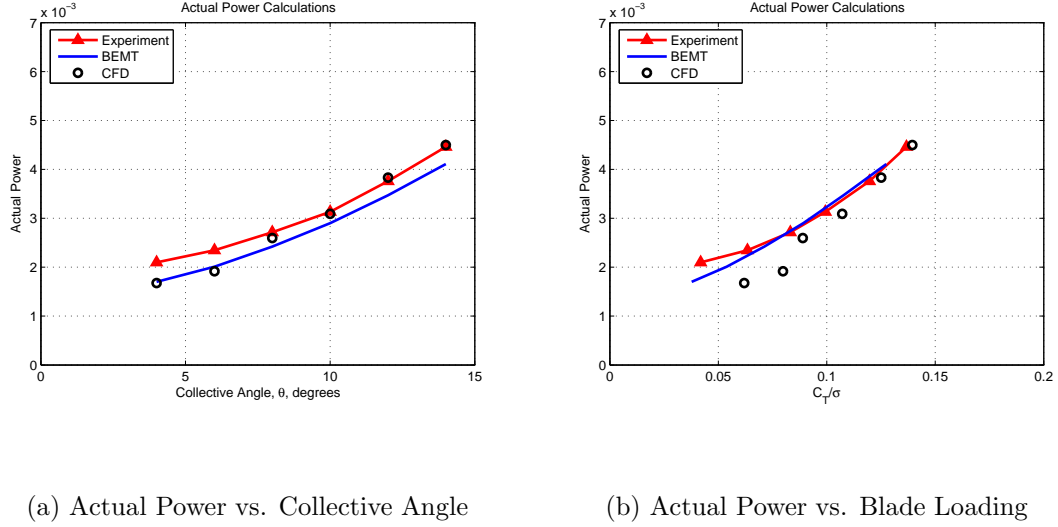 Actual Power Calculations
x 10⁻³
7
6
5
4
3
2
1
0
Actual Power
Experiment
BEMT
CFD
0 5 10 15
Collective Angle, θ, degrees
(a) Actual Power vs. Collective Angle
Actual Power Calculations
x 10⁻³
7
6
5
4
3
2
1
0
Actual Power
Experiment
BEMT
CFD
0 0.05 0.1 0.15 0.2
C_T/σ
(b) Actual Power vs. Blade Loading